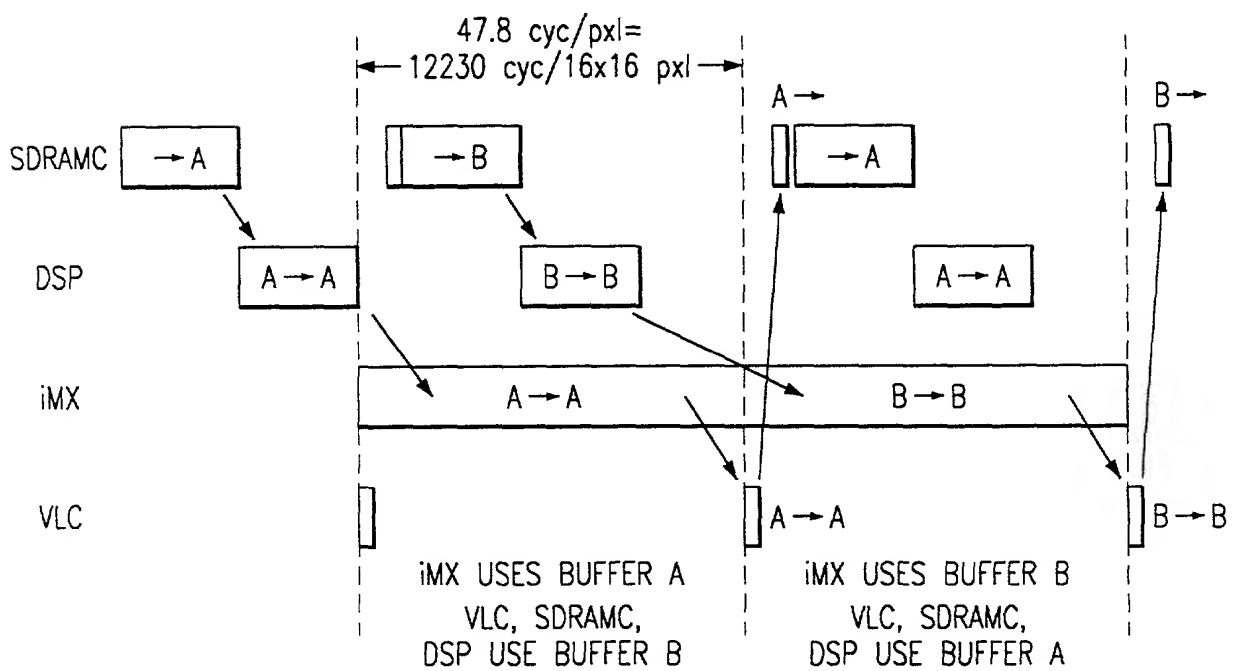 47.8 cyc/pxl=
12230 cyc/16x16 pxl
A →
B →
SDRAMC
→ A
→ B
→ A
DSP
A → A
B → B
A → A
iMX
A → A
B → B
VLC
A → A
B → B
iMX USES BUFFER A
VLC, SDRAMC,
DSP USE BUFFER B
iMX USES BUFFER B
VLC, SDRAMC,
DSP USE BUFFER A